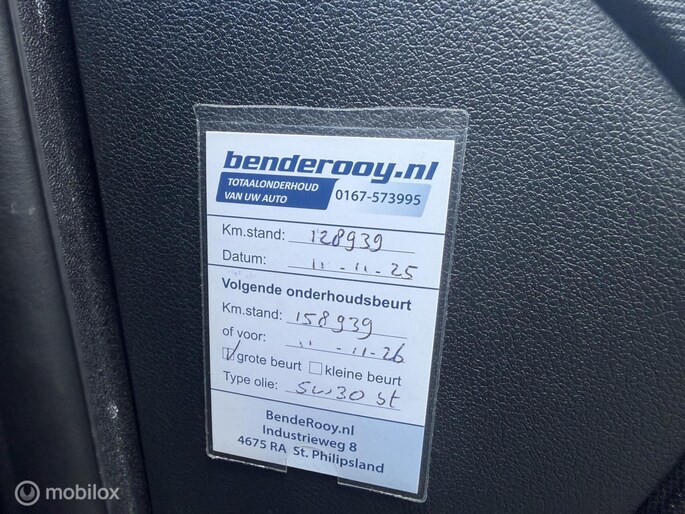 benderooy.nl
TOTAALONDERHOUD
VAN UW AUTO
0167-573995
Km.stand: 128939
Datum: 11 - 11 - 25
Volgende onderhoudsbeurt
Km.stand: 158939
of voor: 11 - 11 - 26
grote beurt kleine beurt
Type olie: 5w30 st
BendeRooy.nl
Industrieweg 8
4675 RA St. Philipsland
mobilox